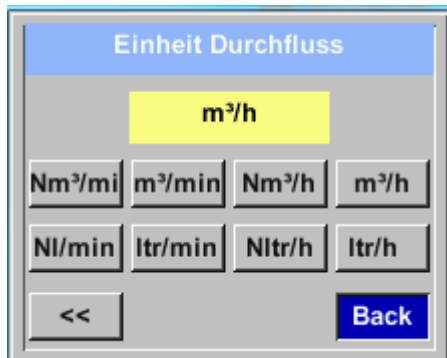 Einheit Durchfluss
m³/h
Nm³/mi m³/min Nm³/h m³/h
Nl/min ltr/min Nltr/h ltr/h
<< Back